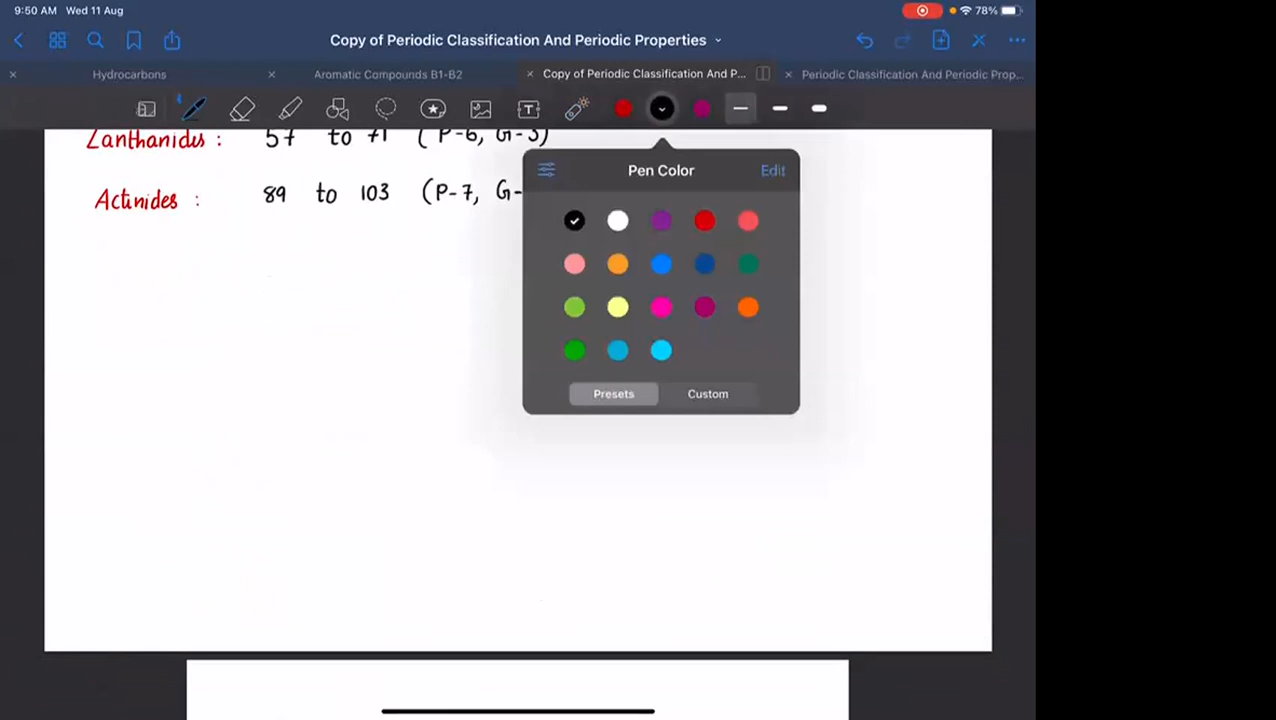 9:50 AM Wed 11 Aug
78%
Copy of Periodic Classification And Periodic Properties
Hydrocarbons
Aromatic Compounds B1-B2
Copy of Periodic Classification And P...
Periodic Classification And Periodic Prop...
Lanthanides : 57 to 71 ( P-6, G-3)
Actinides : 89 to 103 (P-7, G-
Pen Color
Edit
Presets
Custom